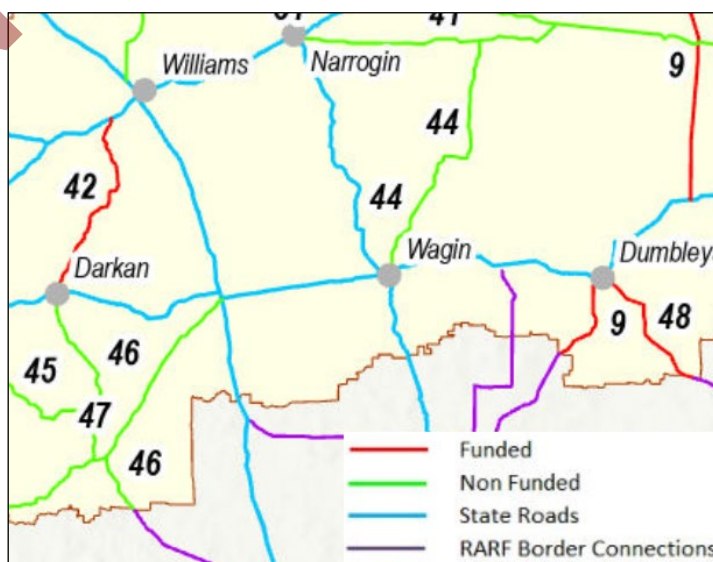 41
Williams
Narrogin
9
44
42
44
Wagin
Darkan
Dumbley
9
48
46
45
47
46
Funded
Non Funded
State Roads
RARF Border Connections